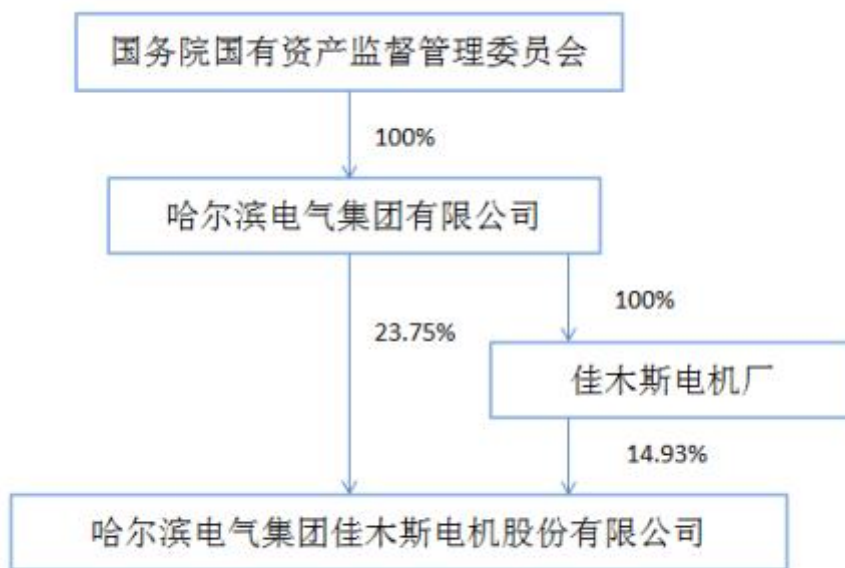 国务院国有资产监督管理委员会
100%
哈尔滨电气集团有限公司
23.75%
100%
佳木斯电机厂
14.93%
哈尔滨电气集团佳木斯电机股份有限公司